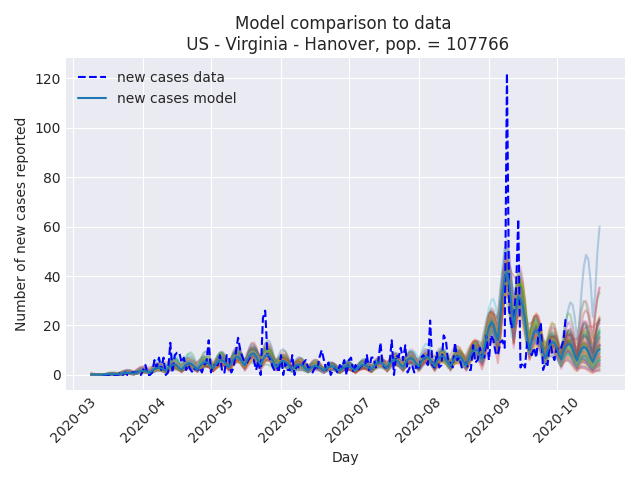 Model comparison to data
US - Virginia - Hanover, pop. = 107766
new cases data
new cases model
Number of new cases reported
120
100
80
60
40
20
0
2020-03
2020-04
2020-05
2020-06
2020-07
2020-08
2020-09
2020-10
Day